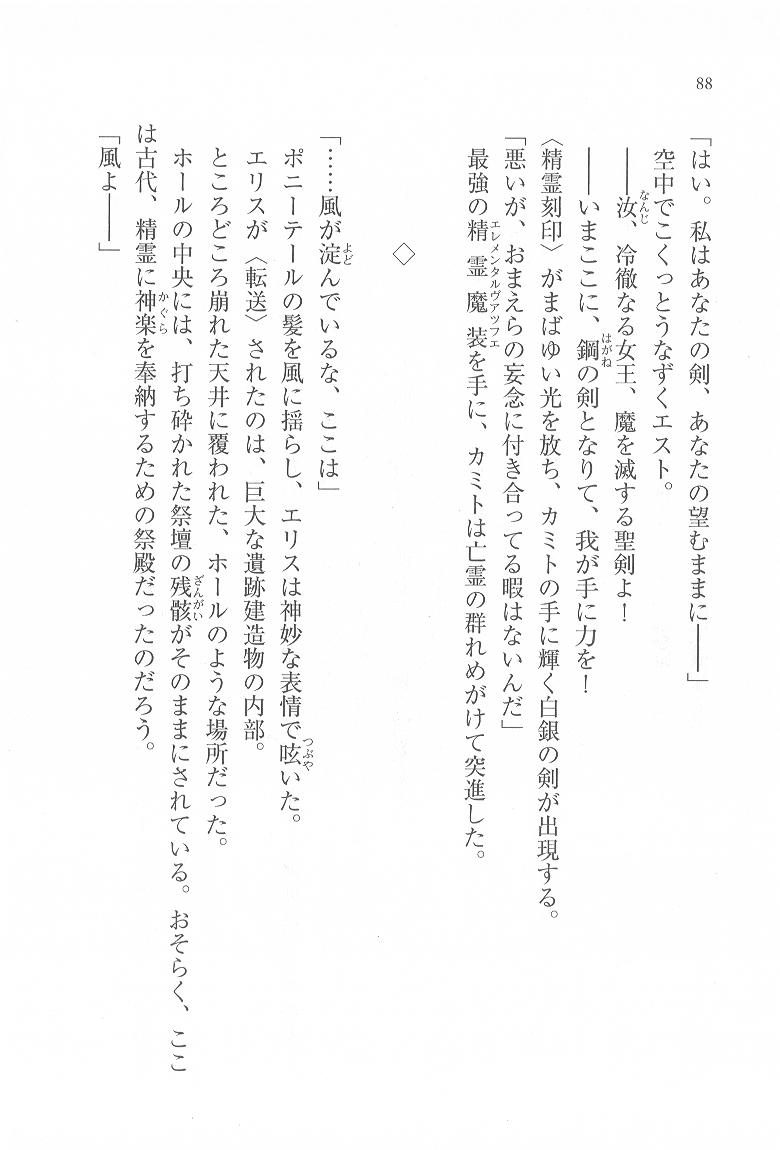 88
「はい。私はあなたの剣、あなたの望むままに――」
空中でこくっとうなずくエスト。
――汝、冷徹なる女王、魔を滅する聖剣よ！
――いまここに、鋼の剣となりて、我が手に力を！
〈精霊刻印〉がまばゆい光を放ち、カミトの手に輝く白銀の剣が出現する。
「悪いが、おまえらの妄念に付き合ってる暇はないんだ」
最強の精霊魔装を手に、カミトは亡霊の群れめがけて突進した。
◇
「……風が淀んでいるな、ここは」
ポニーテールの髪を風に揺らし、エリスは神妙な表情で呟いた。
エリスが〈転送〉されたのは、巨大な遺跡建造物の内部。
ところどころ崩れた天井に覆われた、ホールのような場所だった。
ホールの中央には、打ち砕かれた祭壇の残骸がそのままにされている。おそらく、ここ
は古代、精霊に神楽を奉納するための祭殿だったのだろう。
「風よ――」